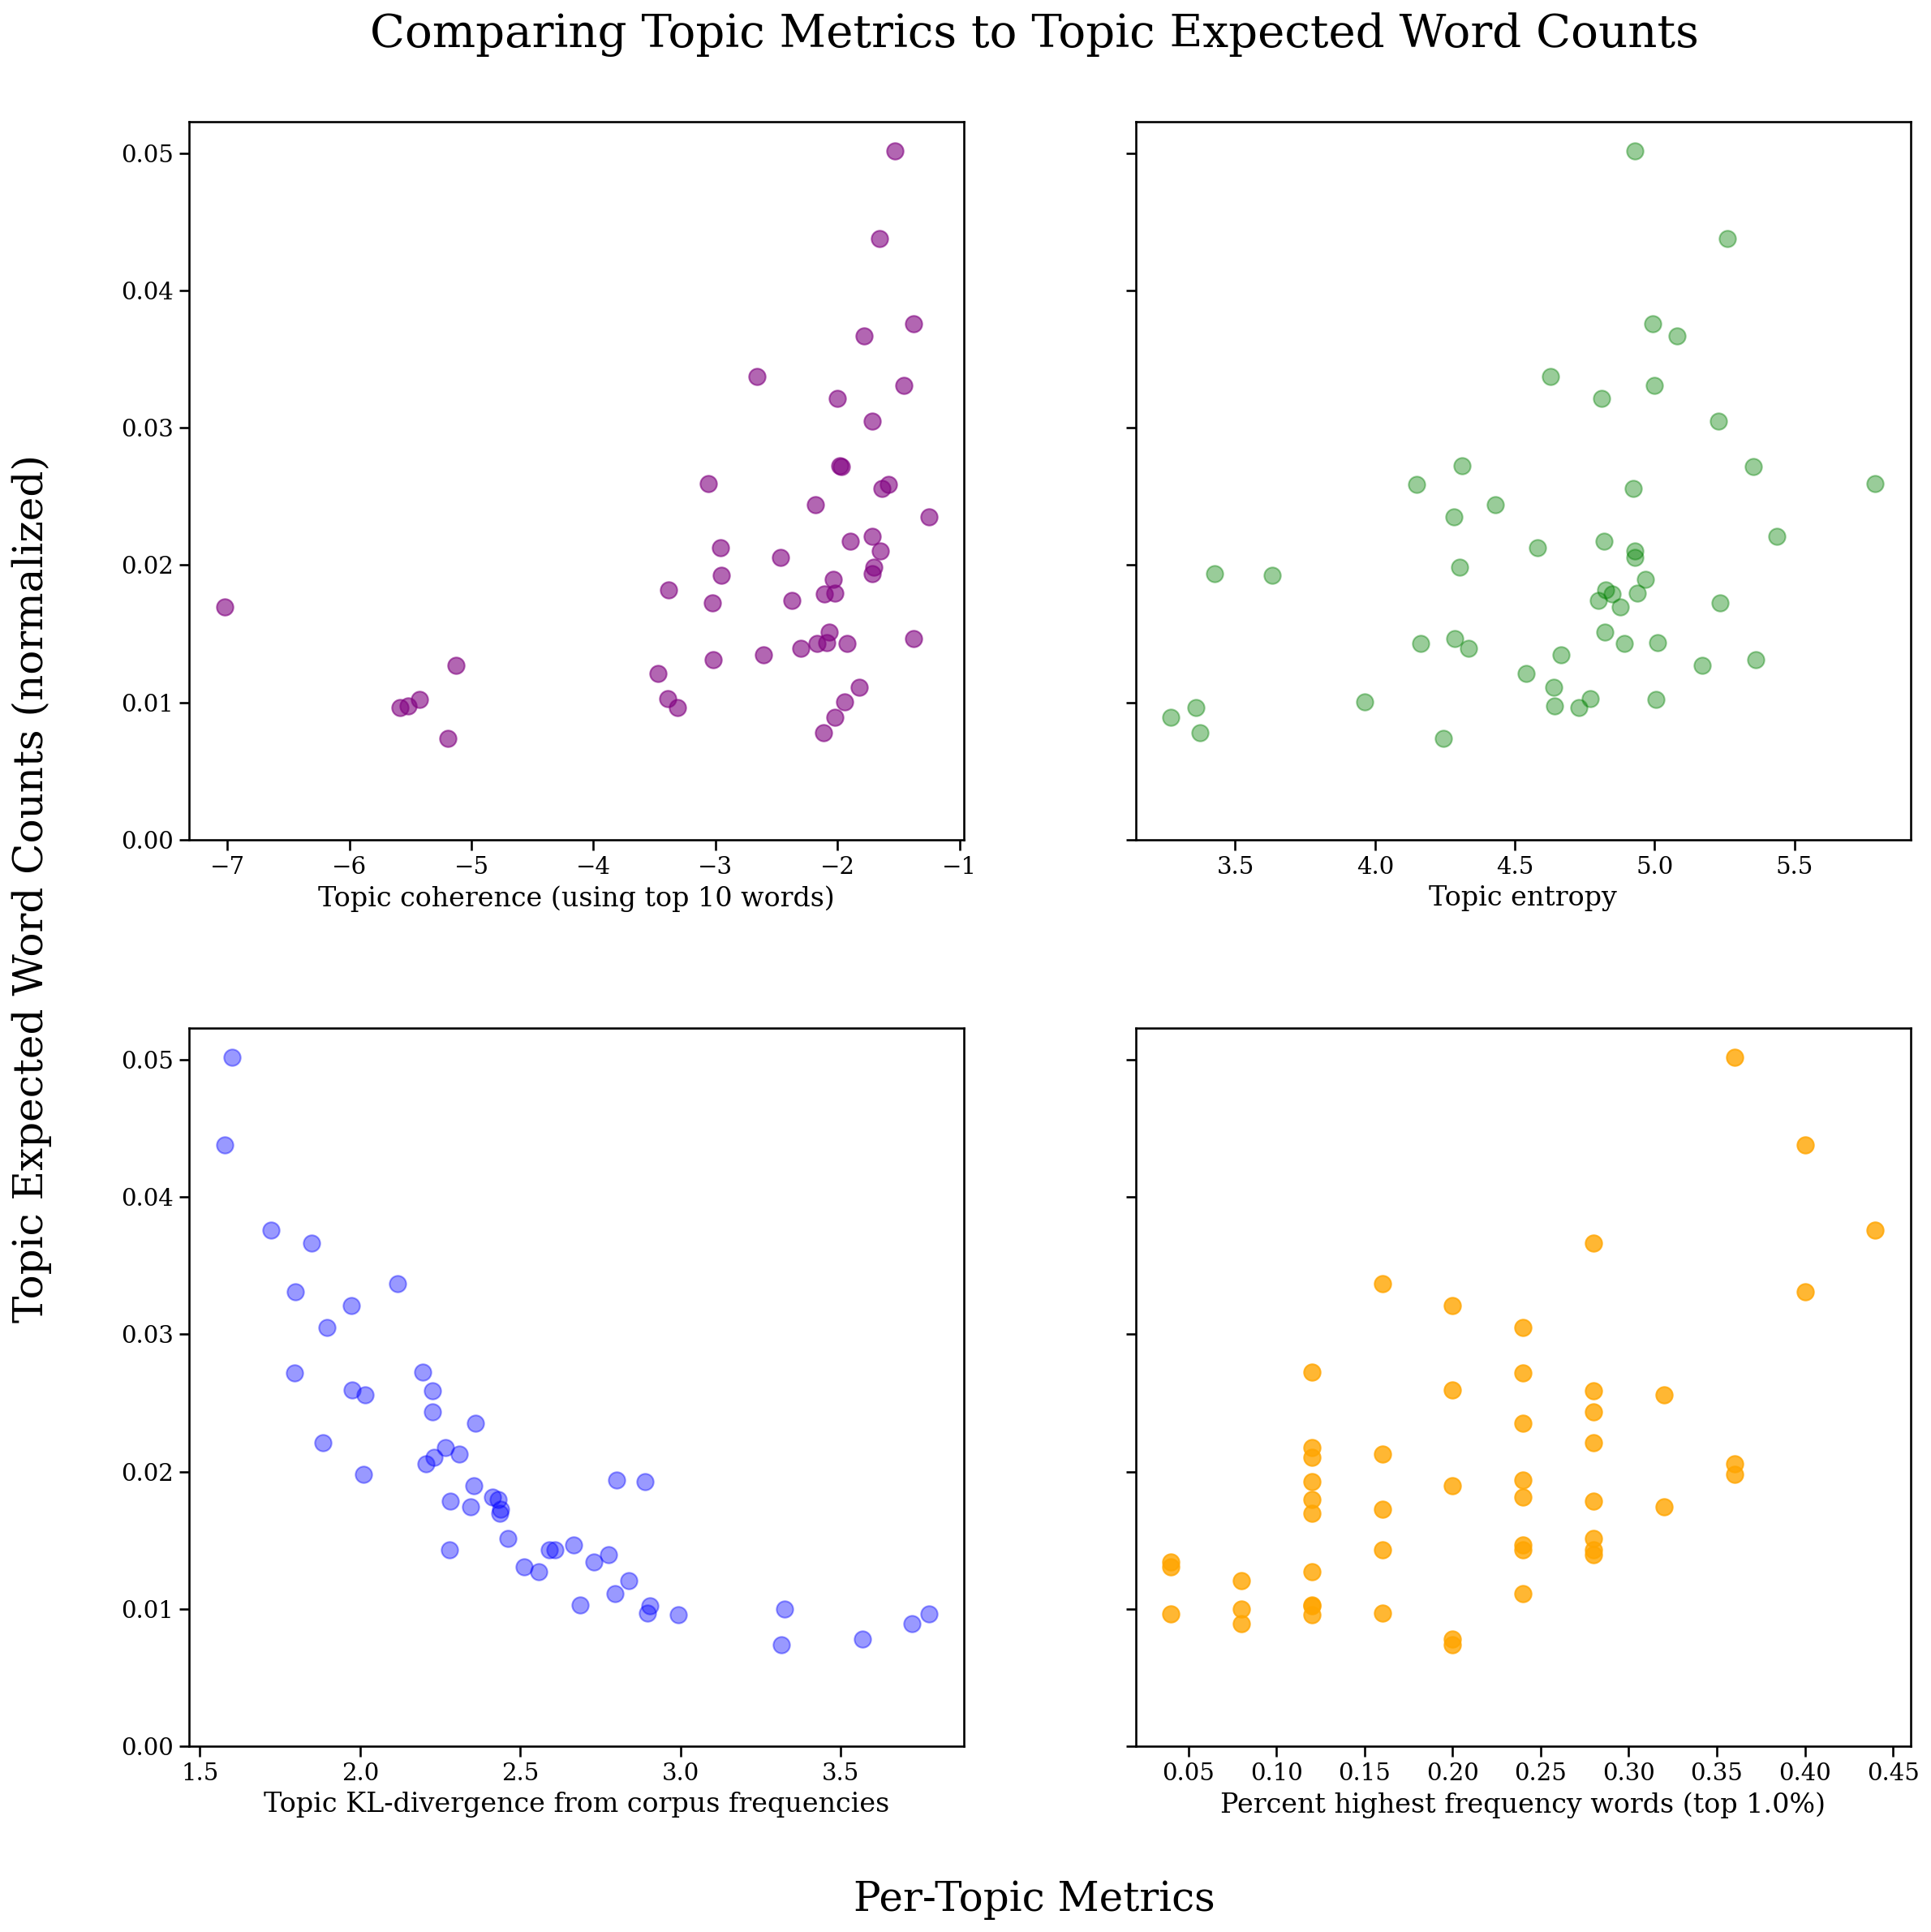 Comparing Topic Metrics to Topic Expected Word Counts
Topic Expected Word Counts (normalized)
0.05
0.04
0.03
0.02
0.01
0.00
−7 −6 −5 −4 −3 −2 −1
Topic coherence (using top 10 words)
3.5 4.0 4.5 5.0 5.5
Topic entropy
0.05
0.04
0.03
0.02
0.01
0.00
1.5 2.0 2.5 3.0 3.5
Topic KL-divergence from corpus frequencies
0.05 0.10 0.15 0.20 0.25 0.30 0.35 0.40 0.45
Percent highest frequency words (top 1.0%)
Per-Topic Metrics